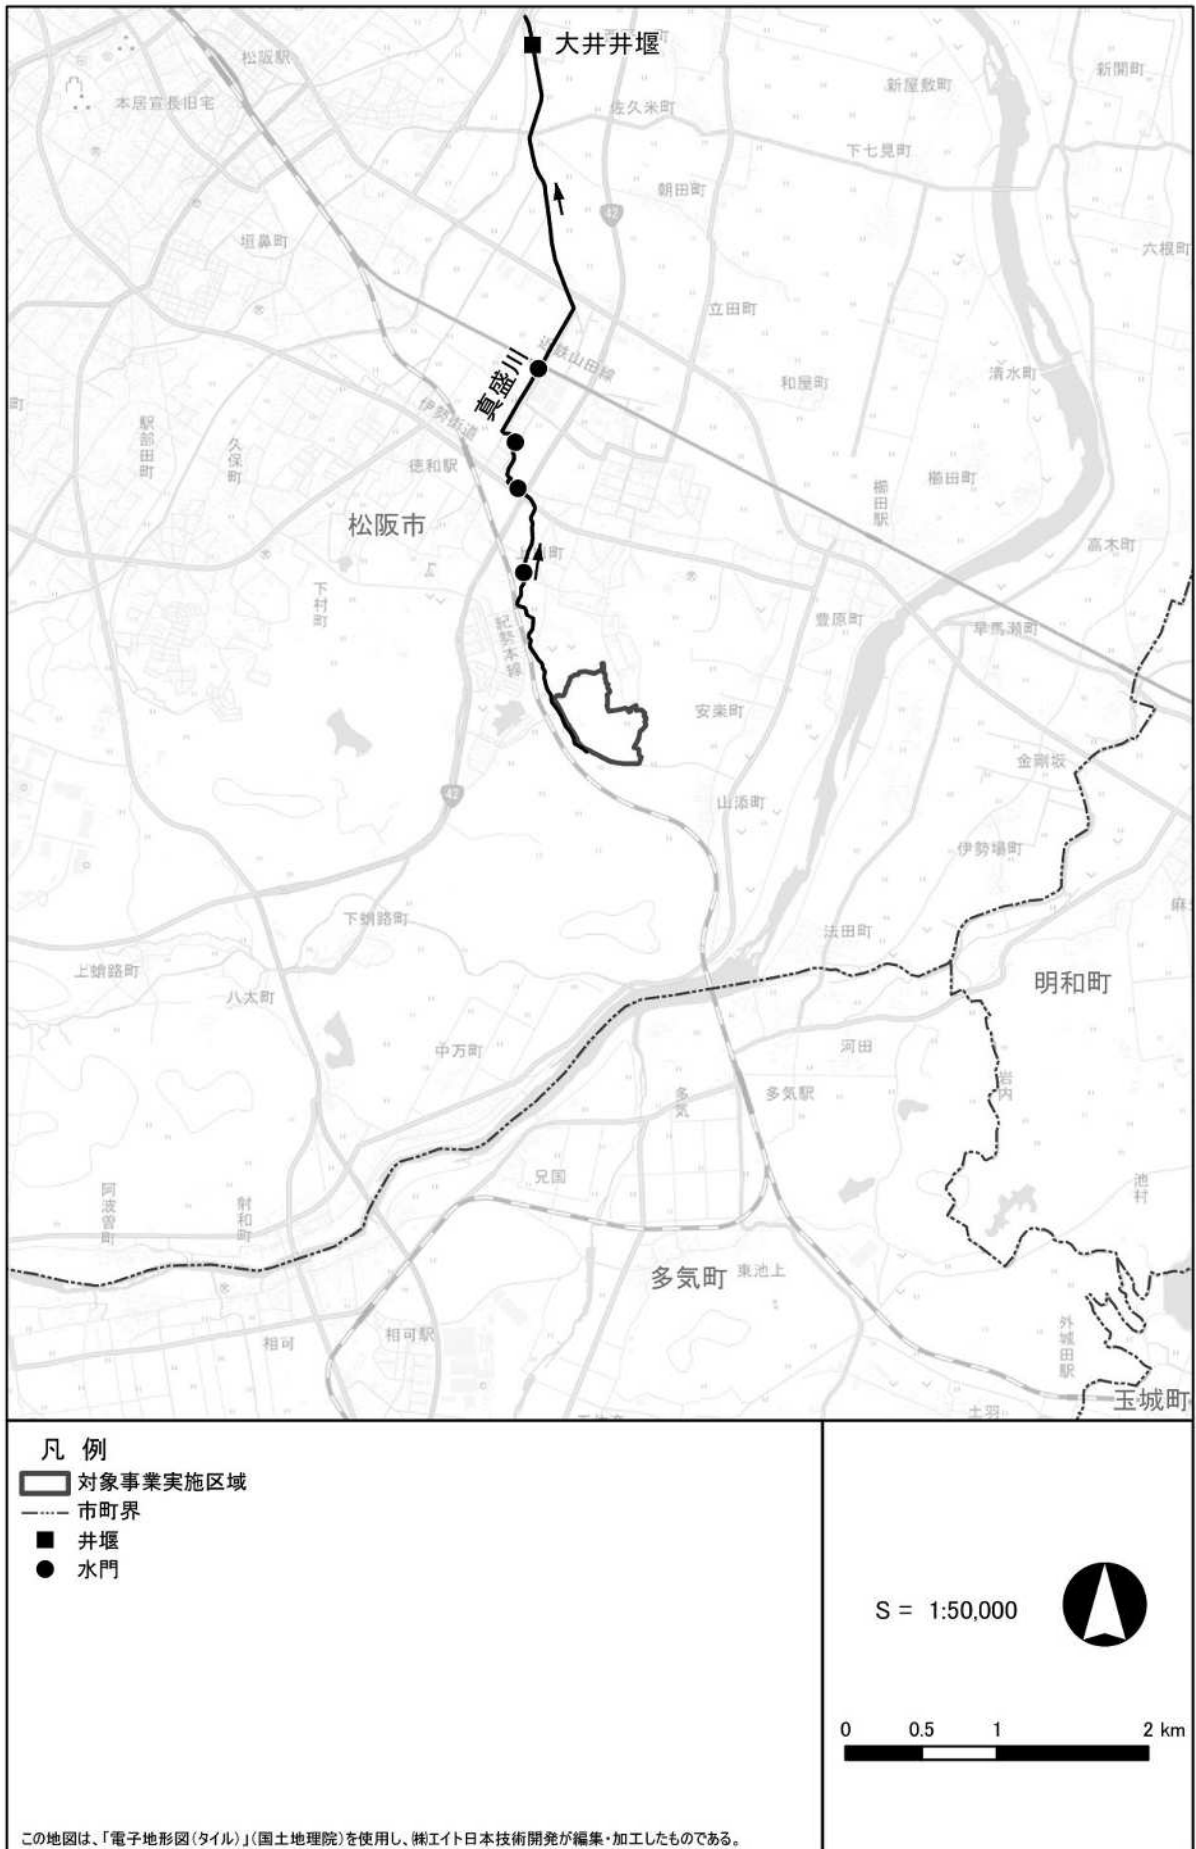 大井井堰
松阪駅
新開町
新屋敷町
本居宣長旧宅
佐久米町
下七見町
朝田町
42
垣鼻町
六根町
立田町
近鉄山田線
真盛川
和屋町
清水町
伊勢街道
駅部田町
久保町
徳和駅
櫛田町
櫛田駅
松阪市
高木町
下村町
豊原町
早馬瀬町
紀勢本線
安楽町
金剛坂
42
山添町
伊勢場町
下蛸路町
法田町
上蛸路町
八太町
明和町
中万町
河田
岩内
多気
多気駅
兄国
池村
阿波曽町
射和町
多気町
東池上
相可
相可駅
外城田駅
玉城町
土羽
凡 例
対象事業実施区域
市町界
井堰
水門
S = 1:50,000
0 0.5 1 2 km
この地図は、「電子地形図(タイル)」(国土地理院)を使用し、㈱エイト日本技術開発が編集・加工したものである。